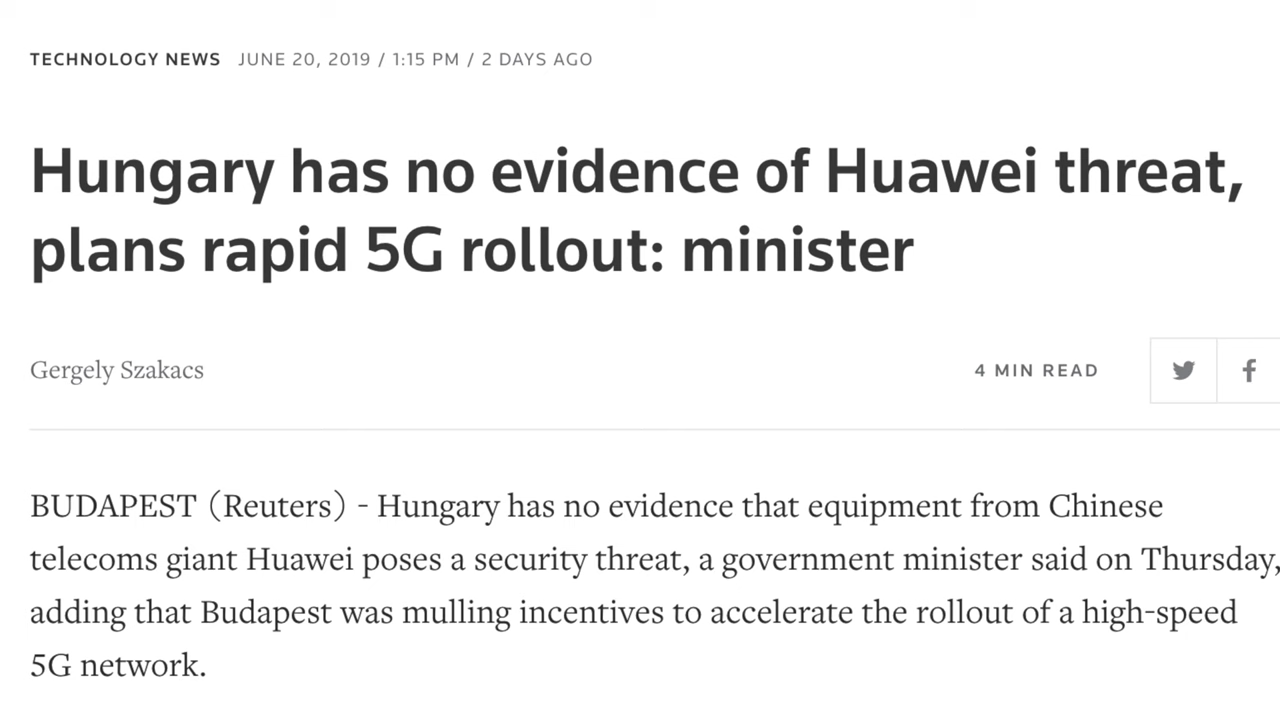 TECHNOLOGY NEWS JUNE 20, 2019 / 1:15 PM / 2 DAYS AGO
Hungary has no evidence of Huawei threat,
plans rapid 5G rollout: minister
Gergely Szakacs 4 MIN READ
BUDAPEST (Reuters) - Hungary has no evidence that equipment from Chinese
telecoms giant Huawei poses a security threat, a government minister said on Thursday,
adding that Budapest was mulling incentives to accelerate the rollout of a high-speed
5G network.